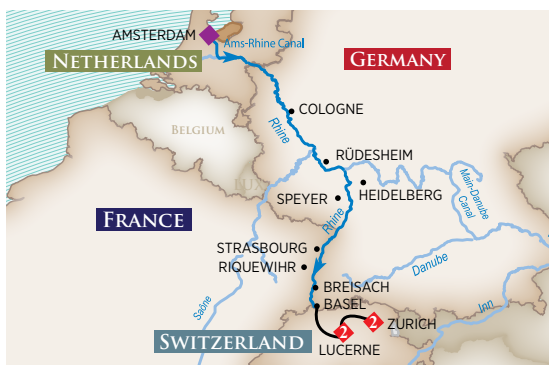 AMSTERDAM
Ams-Rhine Canal
NETHERLANDS
GERMANY
COLOGNE
Rhine
BELGIUM
RÜDESHEIM
LUX
SPEYER
HEIDELBERG
Main-Danube
Canal
FRANCE
Rhine
STRASBOURG
RIQUEWIHR
Danube
Saône
BREISACH
BASEL
Inn
SWITZERLAND
2
2
ZURICH
LUCERNE